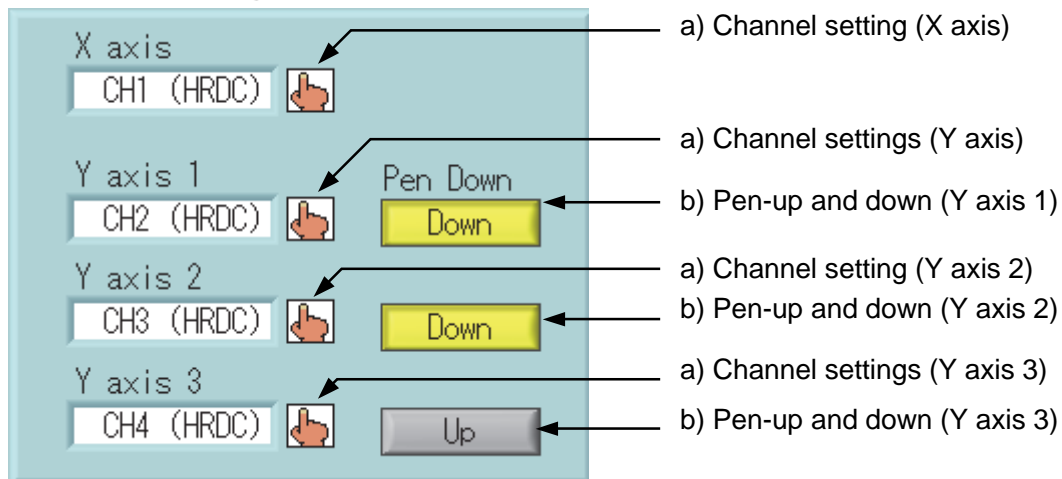 X axis
a) Channel setting (X axis)
CH1 (HRDC)
a) Channel settings (Y axis)
Y axis 1
Pen Down
CH2 (HRDC)
Down
b) Pen-up and down (Y axis 1)
Y axis 2
a) Channel setting (Y axis 2)
CH3 (HRDC)
Down
b) Pen-up and down (Y axis 2)
Y axis 3
a) Channel settings (Y axis 3)
CH4 (HRDC)
Up
b) Pen-up and down (Y axis 3)